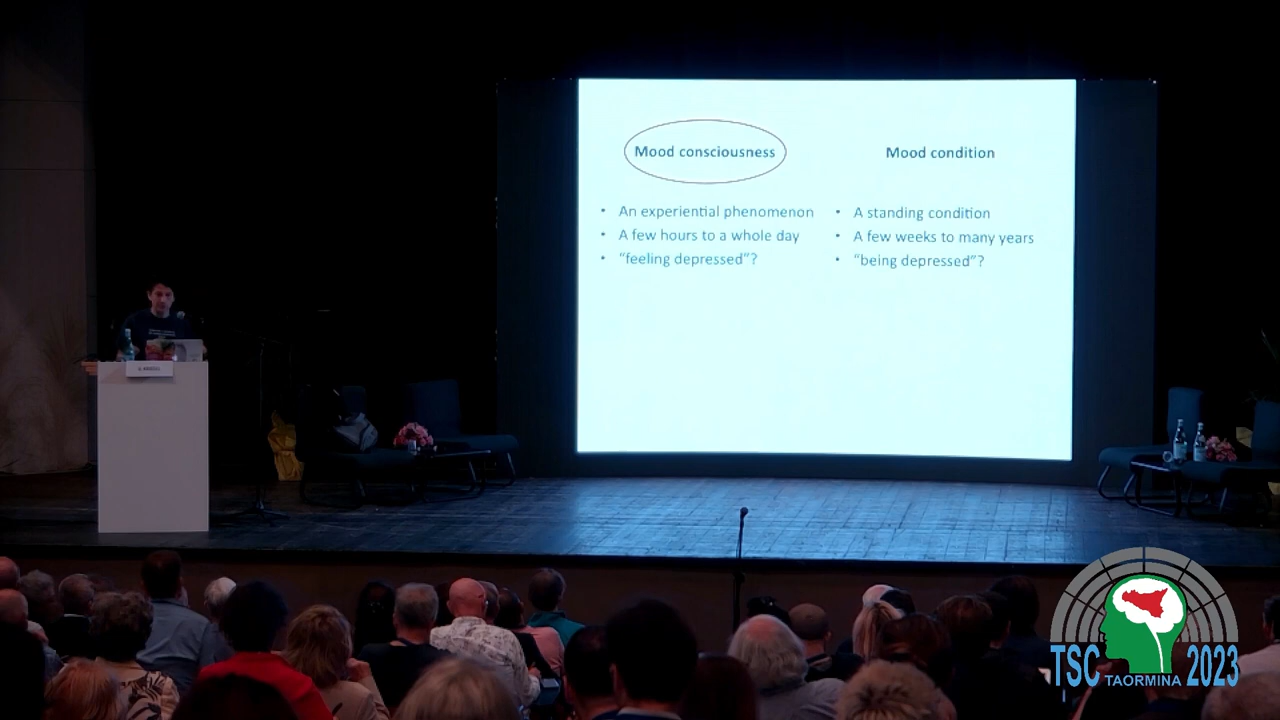 Mood consciousness
• An experiential phenomenon
• A few hours to a whole day
• “feeling depressed”?
Mood condition
• A standing condition
• A few weeks to many years
• “being depressed”?
TSC TAORMINA 2023